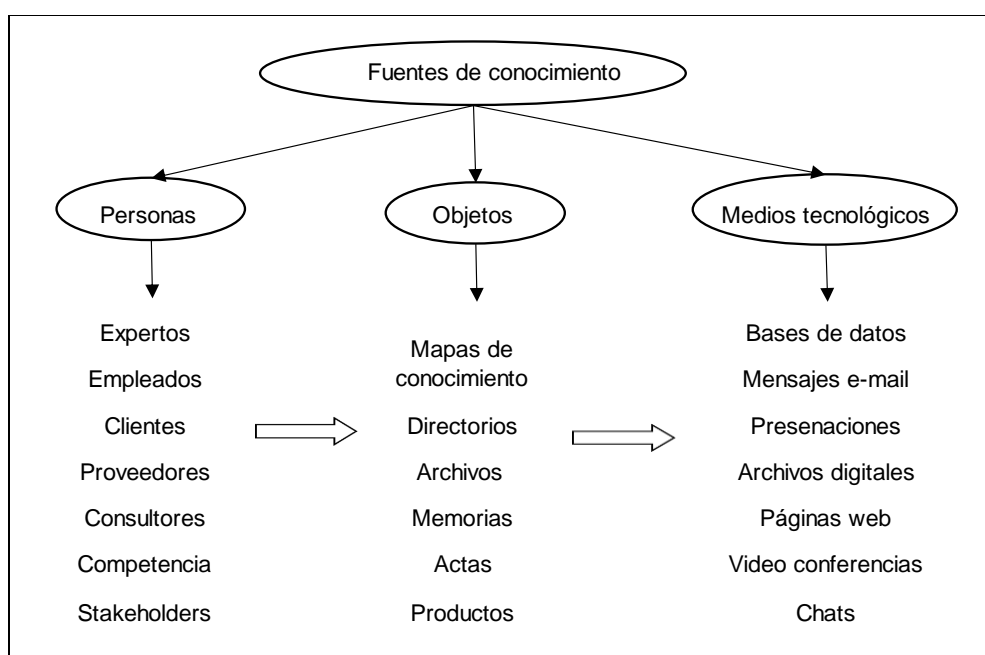 Fuentes de conocimiento
Personas
Objetos
Medios tecnológicos
Expertos
Empleados
Clientes
Proveedores
Consultores
Competencia
Stakeholders
Mapas de
conocimiento
Directorios
Archivos
Memorias
Actas
Productos
Bases de datos
Mensajes e-mail
Presenaciones
Archivos digitales
Páginas web
Video conferencias
Chats